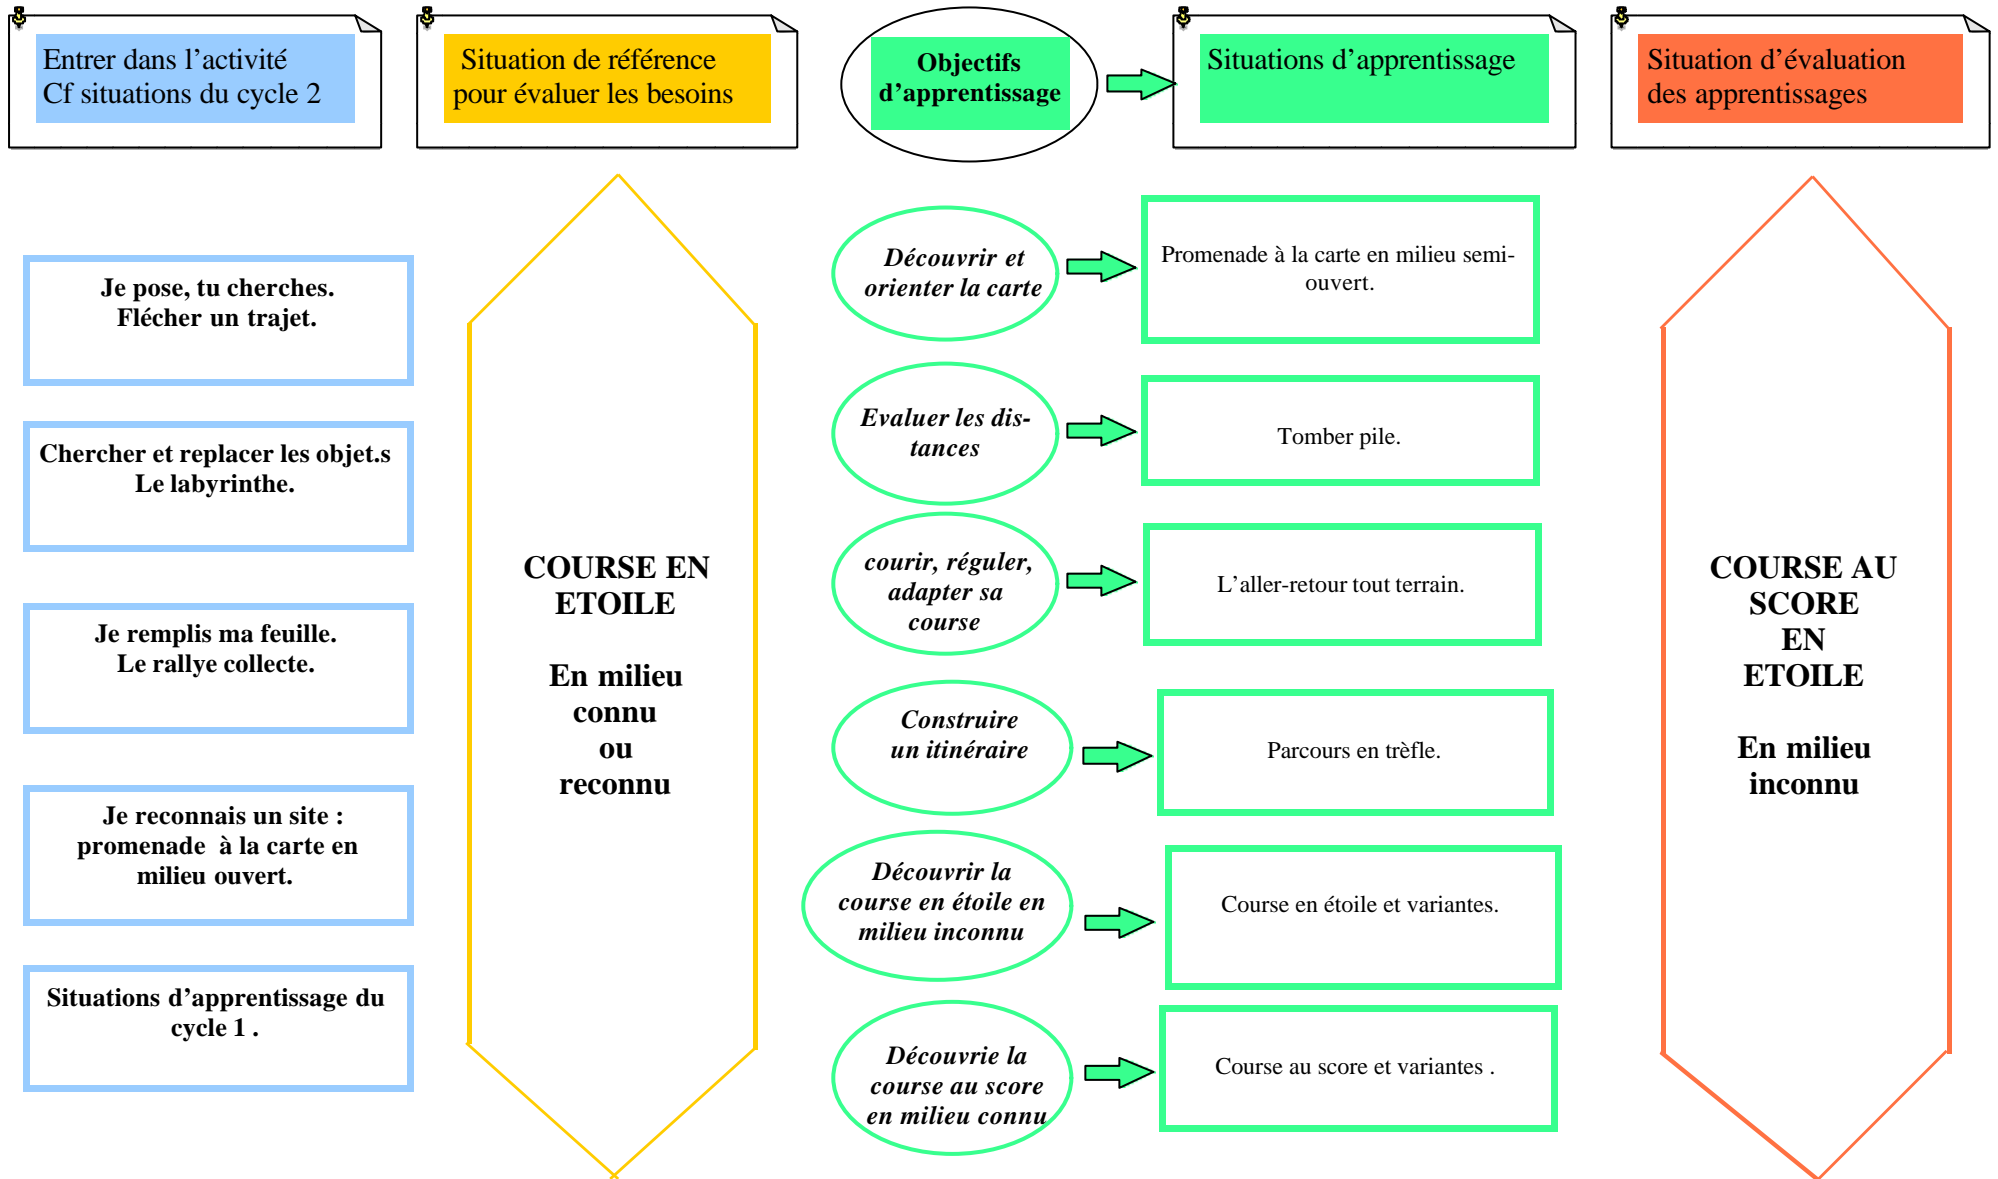 Entrer dans l’activité
Cf situations du cycle 2
Situation de référence
pour évaluer les besoins
Objectifs
d’apprentissage
Situations d’apprentissage
Situation d’évaluation
des apprentissages
Je pose, tu cherches.
Flécher un trajet.
Chercher et replacer les objet.s
Le labyrinthe.
Je remplis ma feuille.
Le rallye collecte.
Je reconnais un site :
promenade à la carte en
milieu ouvert.
Situations d’apprentissage du
cycle 1 .
COURSE EN
ETOILE
En milieu
connu
ou
reconnu
Découvrir et
orienter la carte
Promenade à la carte en milieu semi-
ouvert.
Evaluer les dis-
tances
Tomber pile.
courir, réguler,
adapter sa
course
L’aller-retour tout terrain.
Construire
un itinéraire
Parcours en trèfle.
Découvrir la
course en étoile en
milieu inconnu
Course en étoile et variantes.
Découvrie la
course au score
en milieu connu
Course au score et variantes .
COURSE AU
SCORE
EN
ETOILE
En milieu
inconnu